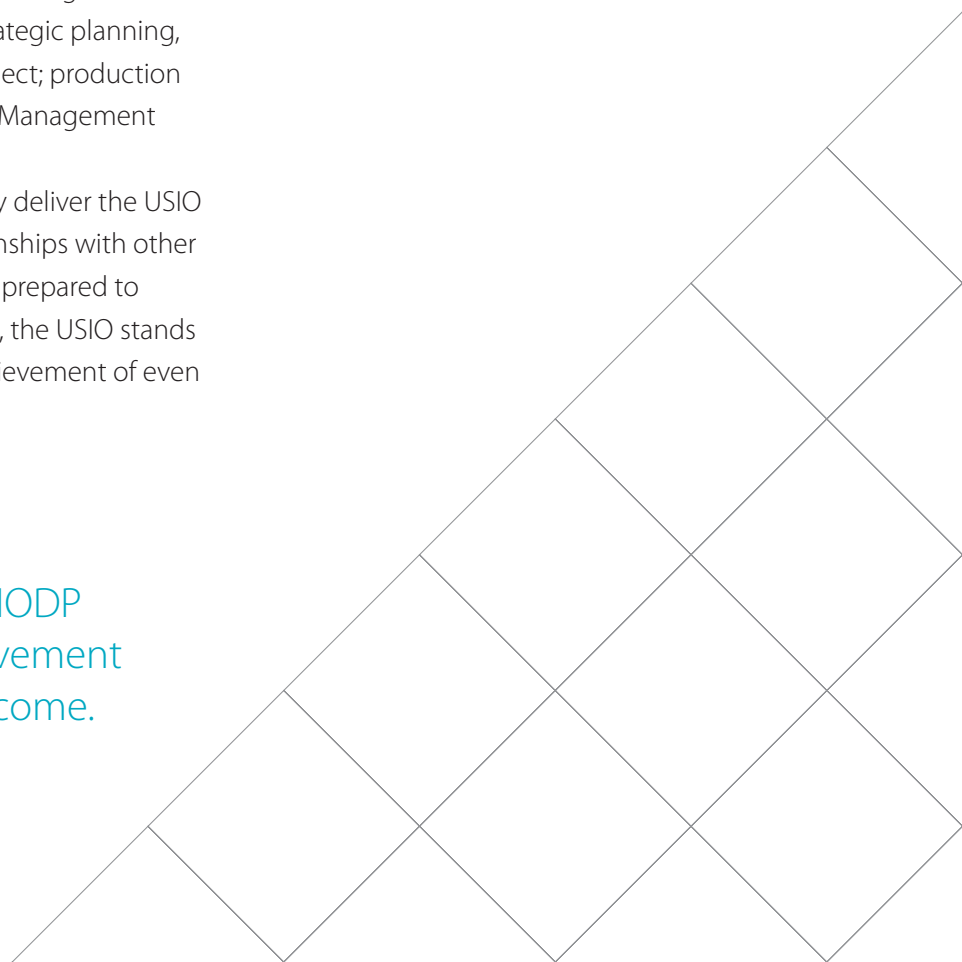 ategic planning,
ect; production
Management
y deliver the USIO
nships with other
prepared to
, the USIO stands
ievement of even
IODP
vement
come.